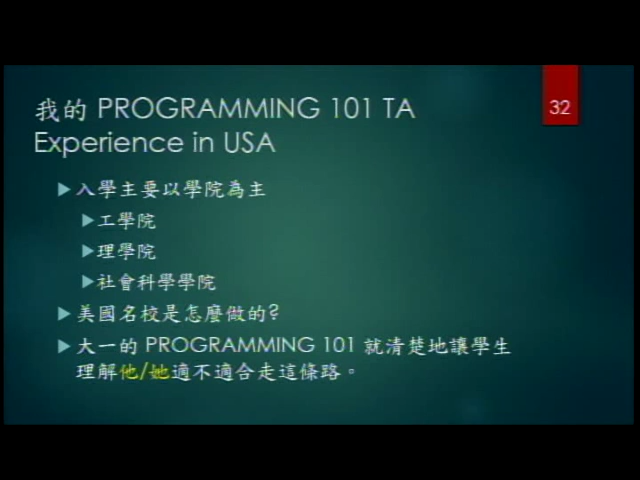 我的 PROGRAMMING 101 TA
Experience in USA
32
入學主要以學院為主
工學院
理學院
社會科學學院
美國名校是怎麼做的?
大一的 PROGRAMMING 101 就清楚地讓學生
理解他/她適不適合走這條路。